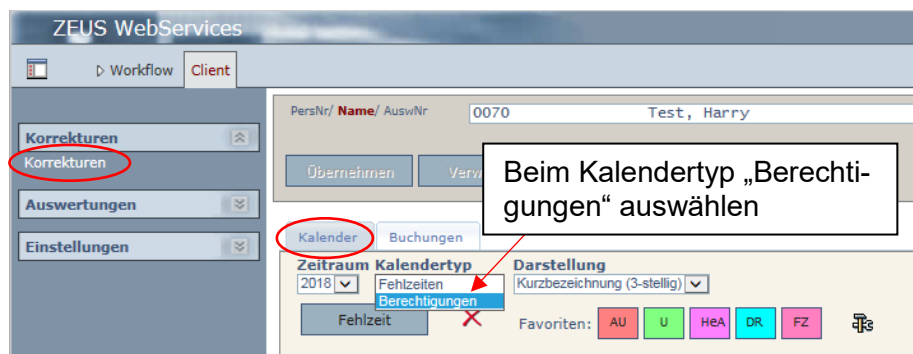 ZEUS WebServices
Workflow Client
PersNr/ Name/ AuswNr 0070 Test, Harry
Korrekturen
Korrekturen
Übernehmen
Beim Kalendertyp „Berechti-
gungen“ auswählen
Auswertungen
Einstellungen
Kalender Buchungen
Zeitraum Kalendertyp Darstellung
2018 Fehlzeiten Kurzbezeichnung (3-stellig)
Berechtigungen
Fehlzeit Favoriten: AU U HeA DR FZ